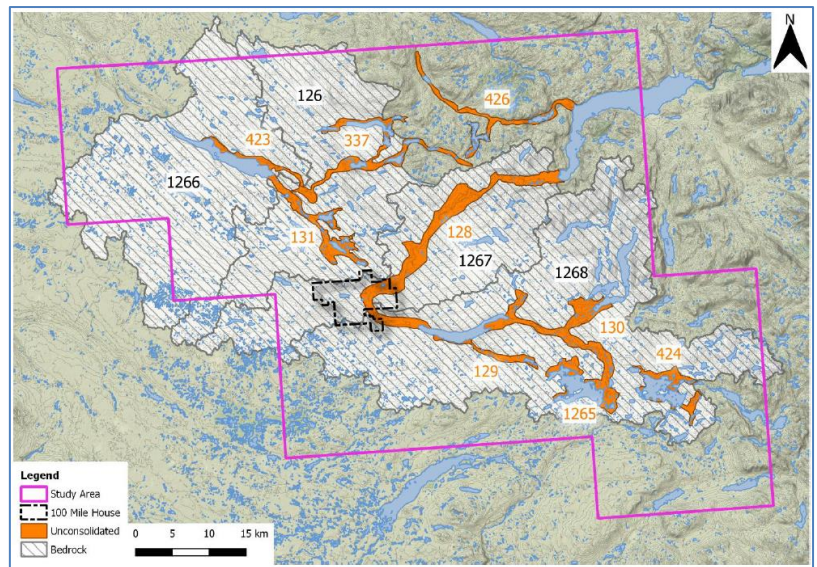 N
126
426
423
337
1266
128
131
1267
1268
130
129
424
1265
Legend
Study Area
100 Mile House
Unconsolidated
Bedrock
0 5 10 15 km